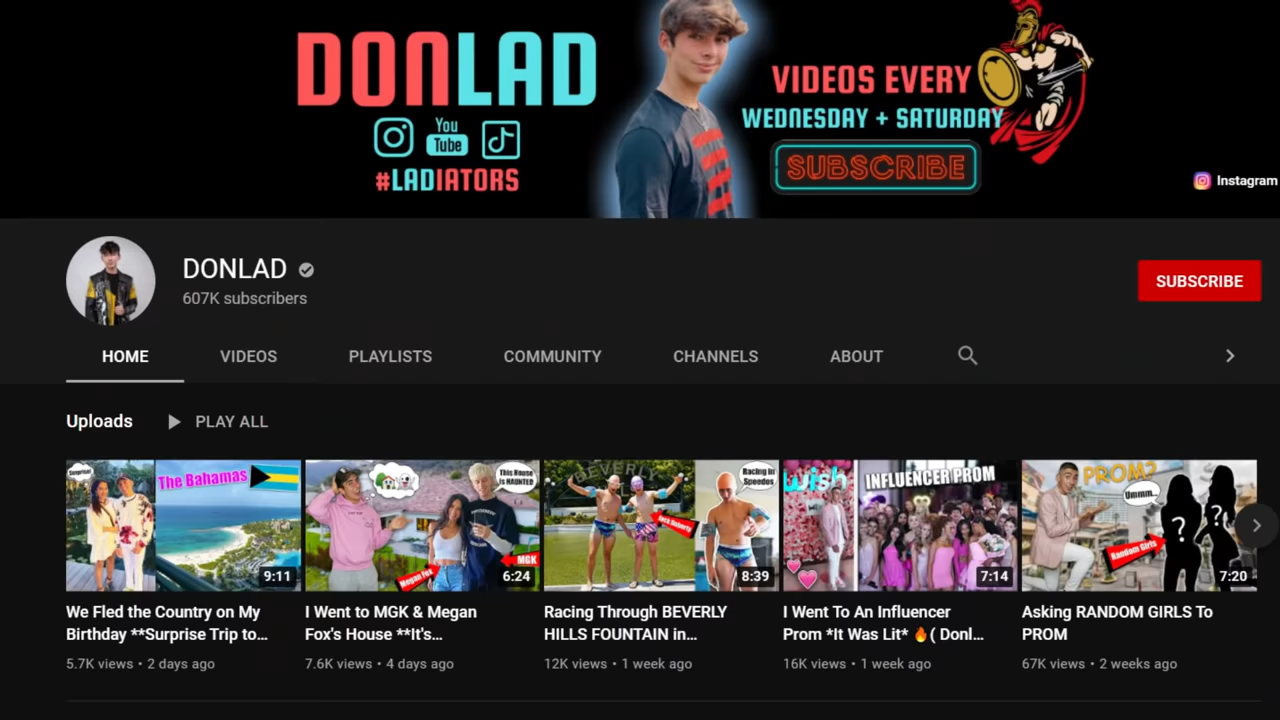 DONLAD
You
Tube
#LADIATORS
VIDEOS EVERY
WEDNESDAY + SATURDAY
SUBSCRIBE
Instagram
DONLAD
607K subscribers
SUBSCRIBE
HOME VIDEOS PLAYLISTS COMMUNITY CHANNELS ABOUT
Uploads PLAY ALL
Surprise!
The Bahamas
9:11
This House
is HAUNTED
Megan Fox
MGK
6:24
BEVERLY
Racing in
Speedos
8:39
wish
INFLUENCER PROM
7:14
PROM?
Ummm...
? ?
Random Girls
7:20
We Fled the Country on My
Birthday **Surprise Trip to...
5.7K views • 2 days ago
I Went to MGK & Megan
Fox's House **It's...
7.6K views • 4 days ago
Racing Through BEVERLY
HILLS FOUNTAIN in...
12K views • 1 week ago
I Went To An Influencer
Prom *It Was Lit* 🔥( Donl...
16K views • 1 week ago
Asking RANDOM GIRLS To
PROM
67K views • 2 weeks ago